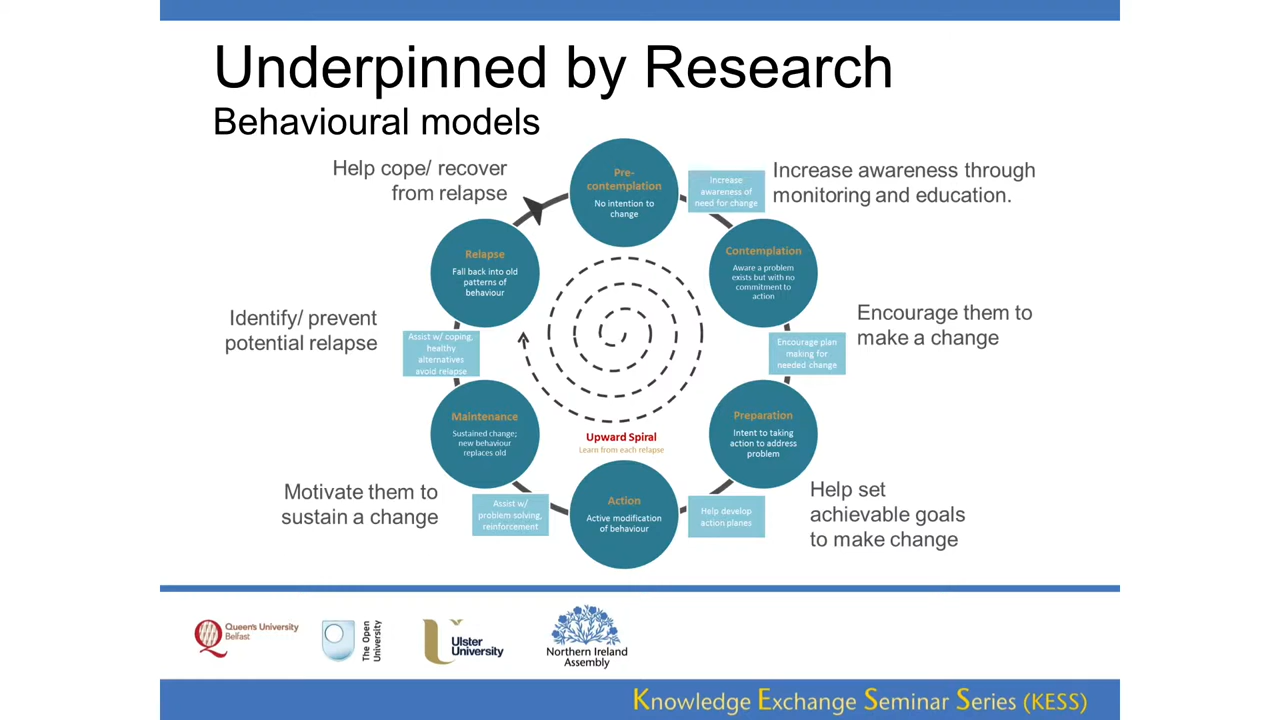 Underpinned by Research
Behavioural models
Help cope/ recover
from relapse
Pre-
contemplation
No intention to
change
Increase
awareness of
need for change
Increase awareness through
monitoring and education.
Relapse
Fall back into old
patterns of
behaviour
Contemplation
Aware a problem
exists but with no
commitment to
action
Identify/ prevent
potential relapse
Assist w/ coping,
healthy
alternatives
avoid relapse
Encourage plan
making for
needed change
Encourage them to
make a change
Maintenance
Sustained change;
new behaviour
replaces old
Upward Spiral
Learn from each relapse
Preparation
Intent to taking
action to address
problem
Motivate them to
sustain a change
Assist w/
problem-solving,
reinforcement
Action
Active modification
of behaviour
Help develop
action planes
Help set
achievable goals
to make change
Queen's University
Belfast
The Open
University
Ulster
University
Northern Ireland
Assembly
Knowledge Exchange Seminar Series (KESS)